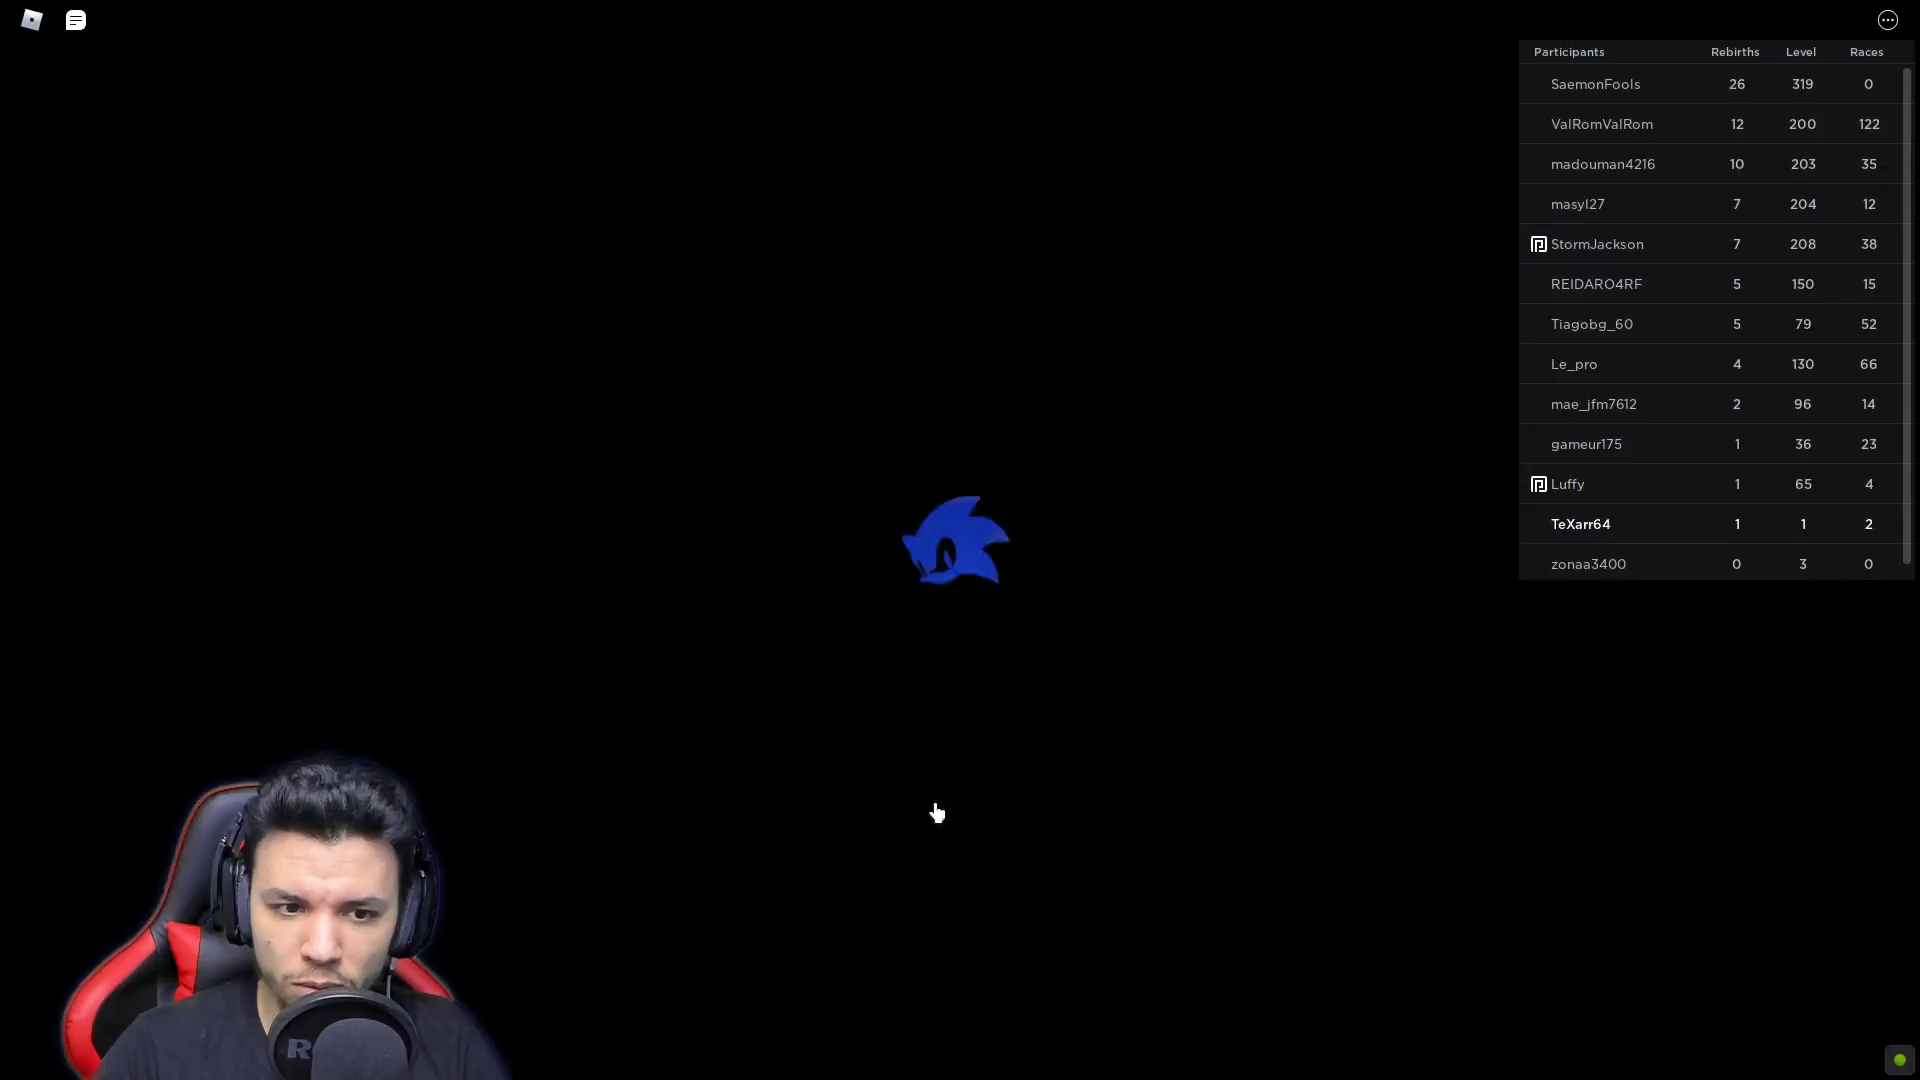 Participants Rebirths Level Races
SaemonFools 26 319 0
ValRomValRom 12 200 122
madouman4216 10 203 35
masyl27 7 204 12
StormJackson 7 208 38
REIDARO4RF 5 150 15
Tiagobg_60 5 79 52
Le_pro 4 130 66
mae_jfm7612 2 96 14
gameur175 1 36 23
Luffy 1 65 4
TeXarr64 1 1 2
zonaa3400 0 3 0